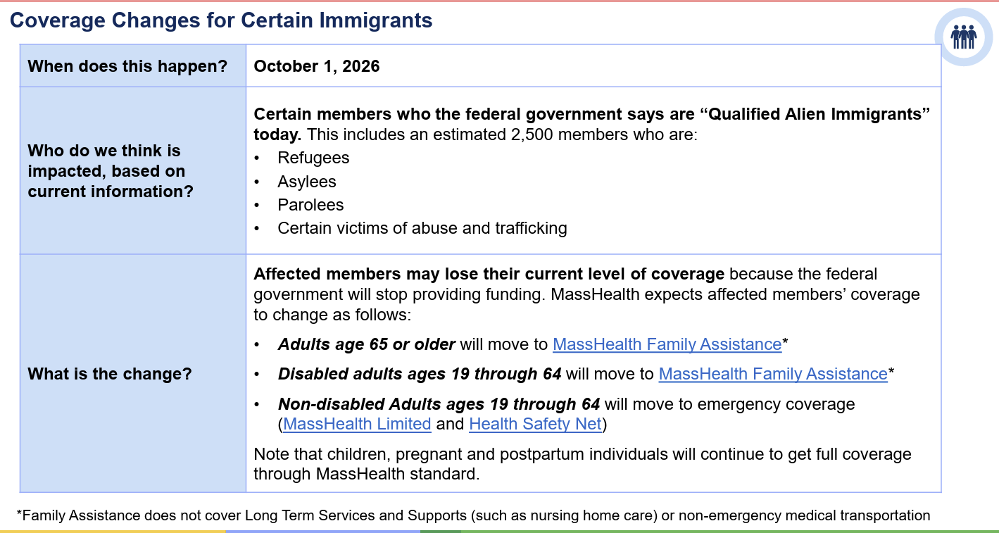 Coverage Changes for Certain Immigrants
When does this happen?
October 1, 2026
Who do we think is
impacted, based on
current information?
Certain members who the federal government says are “Qualified Alien Immigrants”
today. This includes an estimated 2,500 members who are:
• Refugees
• Asylees
• Parolees
• Certain victims of abuse and trafficking
What is the change?
Affected members may lose their current level of coverage because the federal
government will stop providing funding. MassHealth expects affected members’ coverage
to change as follows:
• Adults age 65 or older will move to MassHealth Family Assistance*
• Disabled adults ages 19 through 64 will move to MassHealth Family Assistance*
• Non-disabled Adults ages 19 through 64 will move to emergency coverage
(MassHealth Limited and Health Safety Net)
Note that children, pregnant and postpartum individuals will continue to get full coverage
through MassHealth standard.
*Family Assistance does not cover Long Term Services and Supports (such as nursing home care) or non-emergency medical transportation